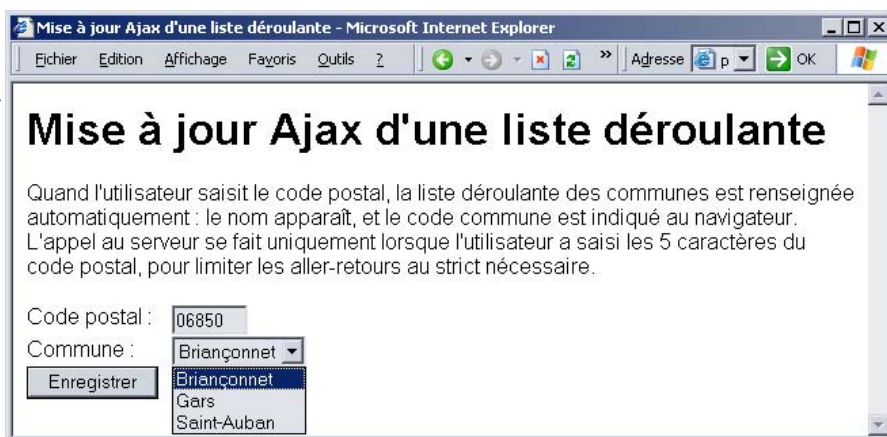 Mise à jour Ajax d'une liste déroulante - Microsoft Internet Explorer
Fichier Edition Affichage Favoris Outils ? » Adresse p OK
Mise à jour Ajax d'une liste déroulante
Quand l'utilisateur saisit le code postal, la liste déroulante des communes est renseignée
automatiquement : le nom apparaît, et le code commune est indiqué au navigateur.
L'appel au serveur se fait uniquement lorsque l'utilisateur a saisi les 5 caractères du
code postal, pour limiter les aller-retours au strict nécessaire.
Code postal : 06850
Commune : Briançonnet
Enregistrer
Briançonnet
Gars
Saint-Auban